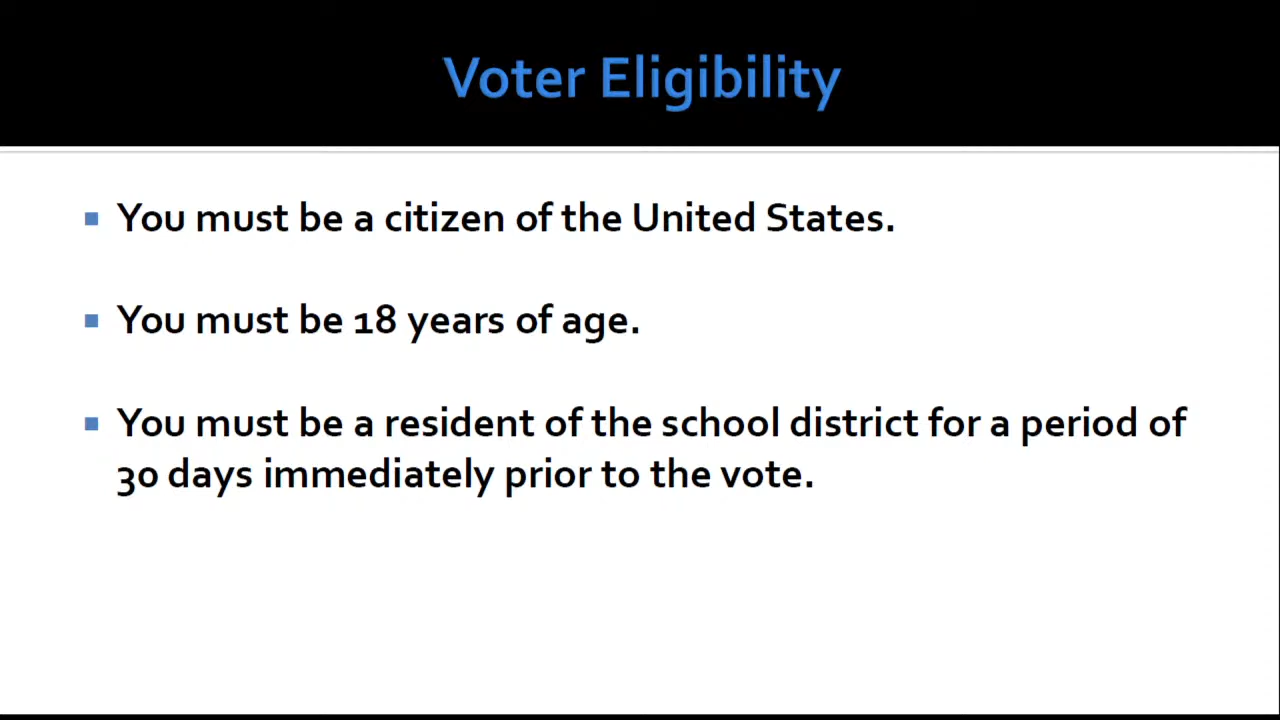 Voter Eligibility
You must be a citizen of the United States.
You must be 18 years of age.
You must be a resident of the school district for a period of
30 days immediately prior to the vote.